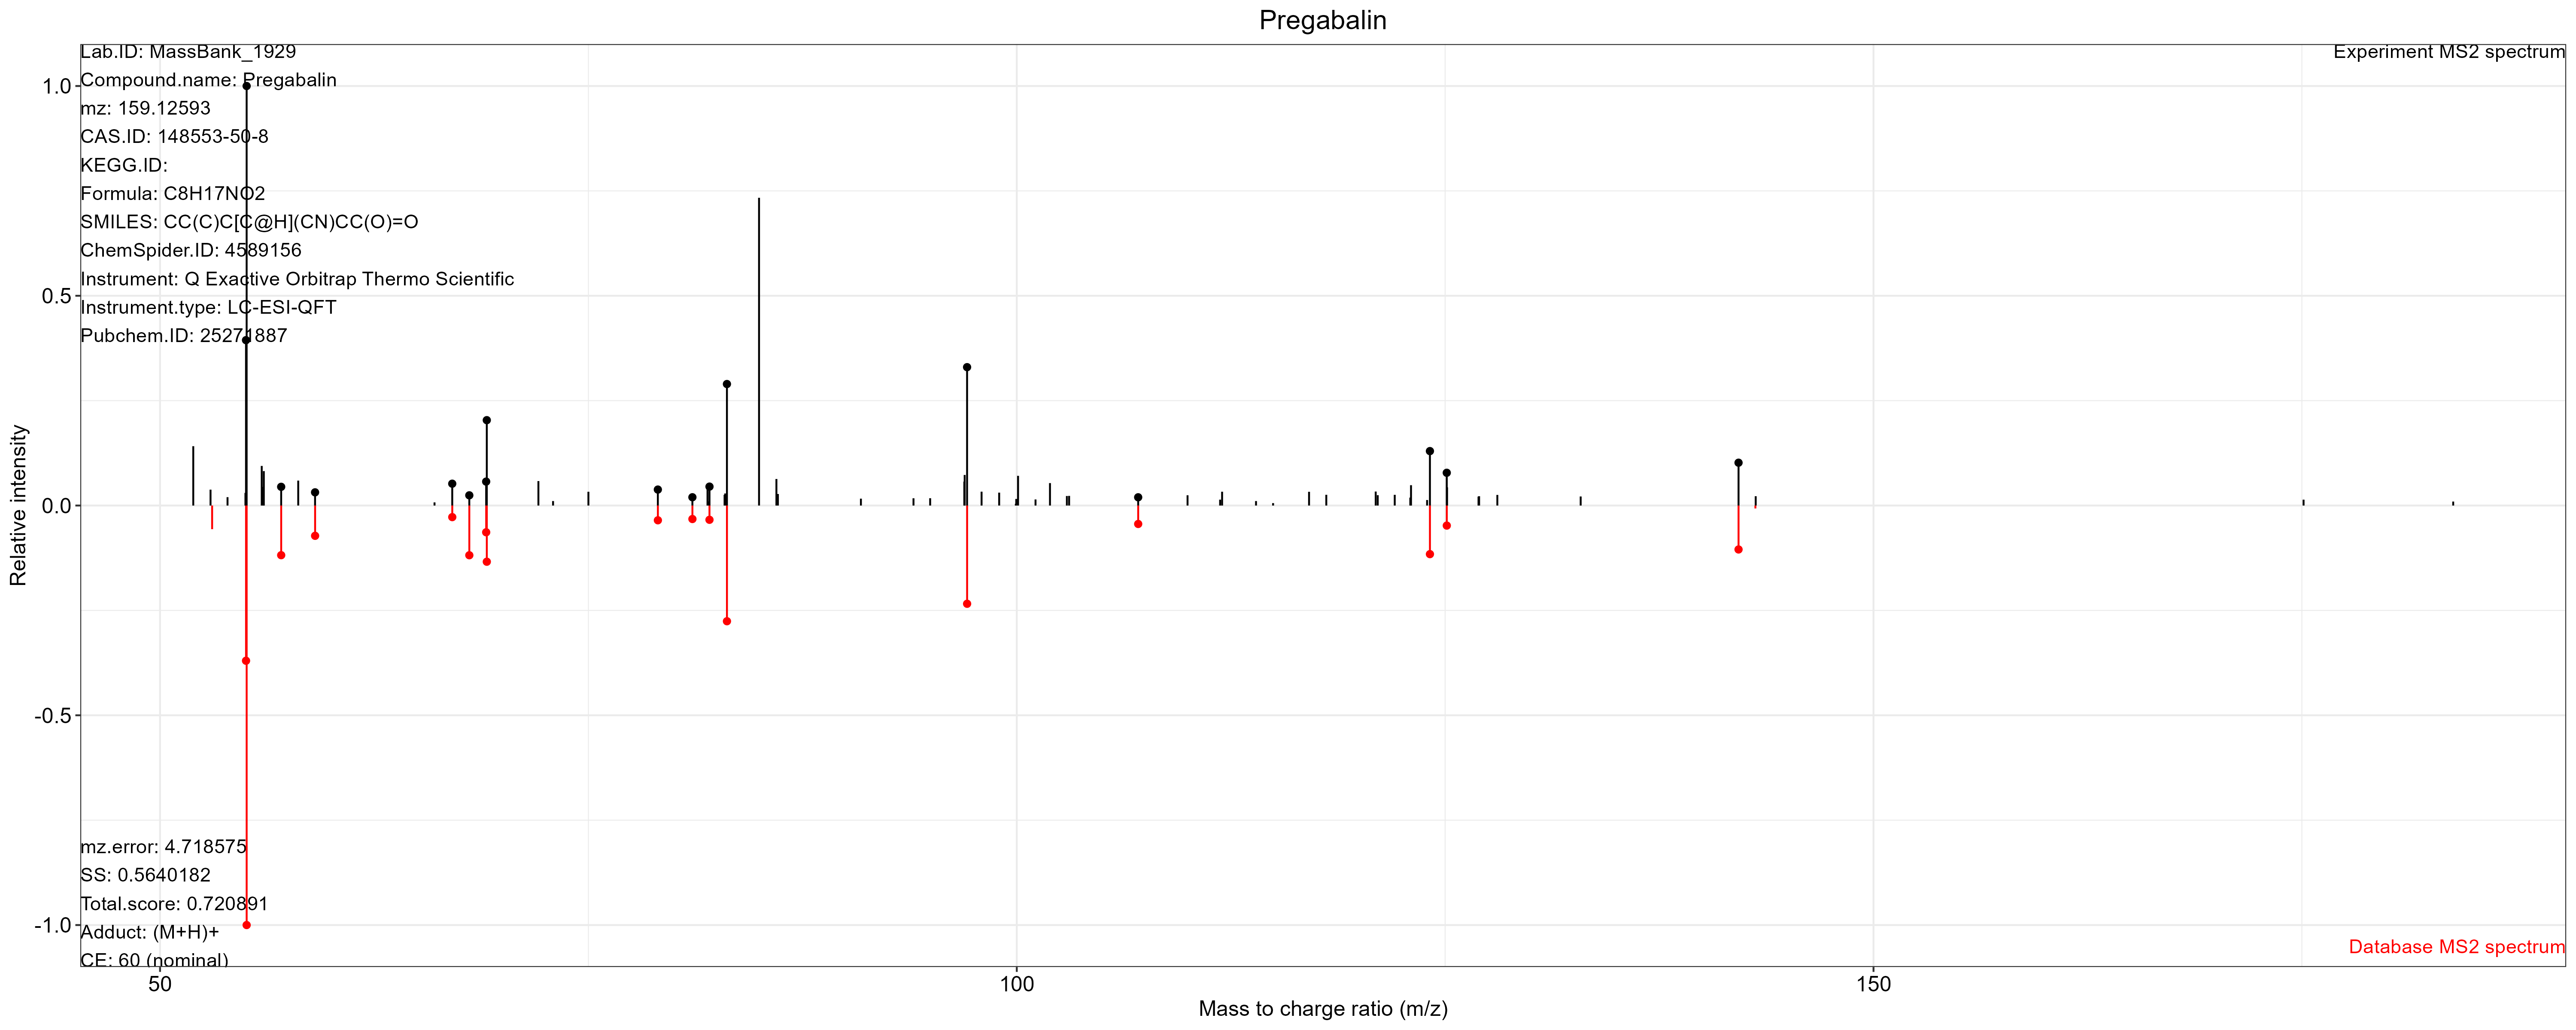 Pregabalin
Lab.ID: MassBank_1929
Experiment MS2 spectrum
Compound.name: Pregabalin
1.0
mz: 159.12593
CAS.ID: 148553-50-8
KEGG.ID:
Formula: C8H17NO2
SMILES: CC(C)C[C@H](CN)CC(O)=O
ChemSpider.ID: 4589156
Instrument: Q Exactive Orbitrap Thermo Scientific
0.5
Instrument.type: LC-ESI-QFT
Pubchem.ID: 25271887
Relative intensity
0.0
-0.5
mz.error: 4.718575
SS: 0.5640182
Total.score: 0.720891
-1.0
Adduct: (M+H)+
Database MS2 spectrum
CE: 60 (nominal)
50
100
150
Mass to charge ratio (m/z)